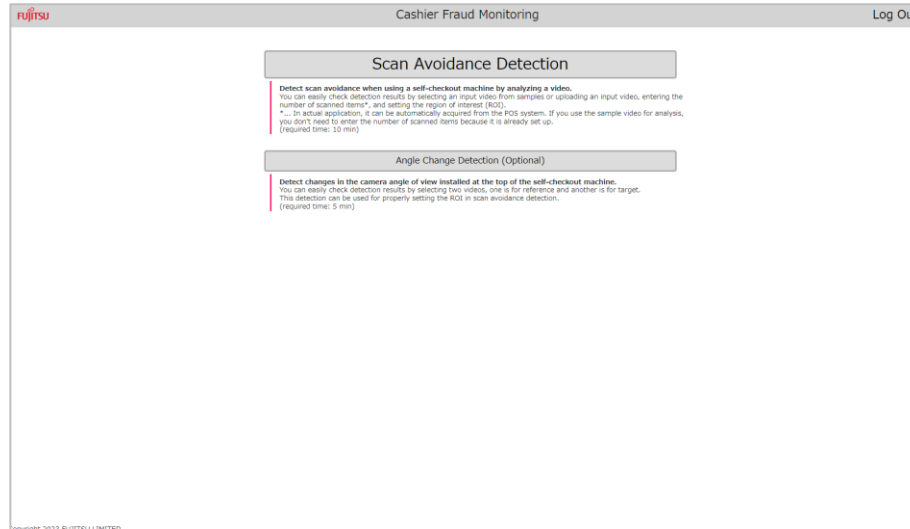 FUJITSU
Cashier Fraud Monitoring
Log Ou
Scan Avoidance Detection
Detect scan avoidance when using a self-checkout machine by analyzing a video.
You can easily check detection results by selecting an input video from samples or uploading an input video, entering the
number of scanned items*, and setting the region of interest (ROI).
*... In actual application, it can be automatically acquired from the POS system. If you use the sample video for analysis,
you don't need to enter the number of scanned items because it is already set up.
(required time: 10 min)
Angle Change Detection (Optional)
Detect changes in the camera angle of view installed at the top of the self-checkout machine.
You can easily check detection results by selecting two videos, one is for reference and another is for target.
This detection can be used for properly setting the ROI in scan avoidance detection.
(required time: 5 min)
Copyright 2023 FUJITSU LIMITED